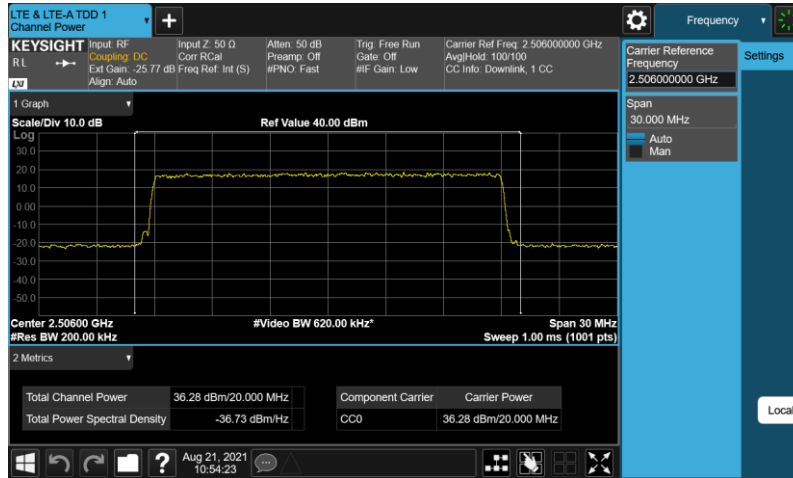 LTE & LTE-A TDD 1
Channel Power
Frequency
KEYSIGHT
R L
LXI
Input: RF
Coupling: DC
Ext Gain: -25.77 dB
Align: Auto
Input Z: 50 Ω
Corr RCal
Freq Ref: Int (S)
Atten: 50 dB
Preamp: Off
#PNO: Fast
Trig: Free Run
Gate: Off
#IF Gain: Low
Carrier Ref Freq: 2.506000000 GHz
Avg|Hold: 100/100
CC Info: Downlink, 1 CC
Carrier Reference
Frequency
2.506000000 GHz
Settings
Span
30.000 MHz
Auto
Man
1 Graph
Scale/Div 10.0 dB
Ref Value 40.00 dBm
Log
30.0
20.0
10.0
0.00
-10.0
-20.0
-30.0
-40.0
-50.0
Center 2.50600 GHz
#Video BW 620.00 kHz*
Span 30 MHz
#Res BW 200.00 kHz
Sweep 1.00 ms (1001 pts)
2 Metrics
Total Channel Power 36.28 dBm/20.000 MHz
Total Power Spectral Density -36.73 dBm/Hz
Component Carrier Carrier Power
CC0 36.28 dBm/20.000 MHz
Local
?
Aug 21, 2021
10:54:23